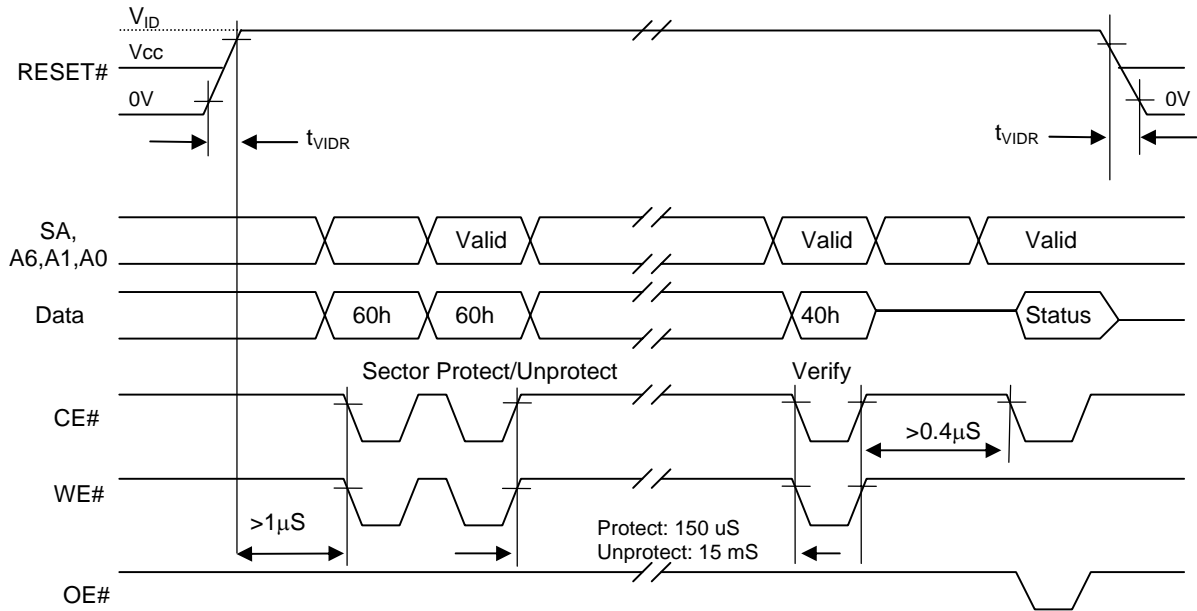 V_ID
Vcc
RESET#
0V
0V
t_VIDR
t_VIDR
SA,
A6,A1,A0
Valid
Valid
Valid
Data
60h
60h
40h
Status
Sector Protect/Unprotect
Verify
CE#
>0.4μS
WE#
>1μS
Protect: 150 uS
Unprotect: 15 mS
OE#